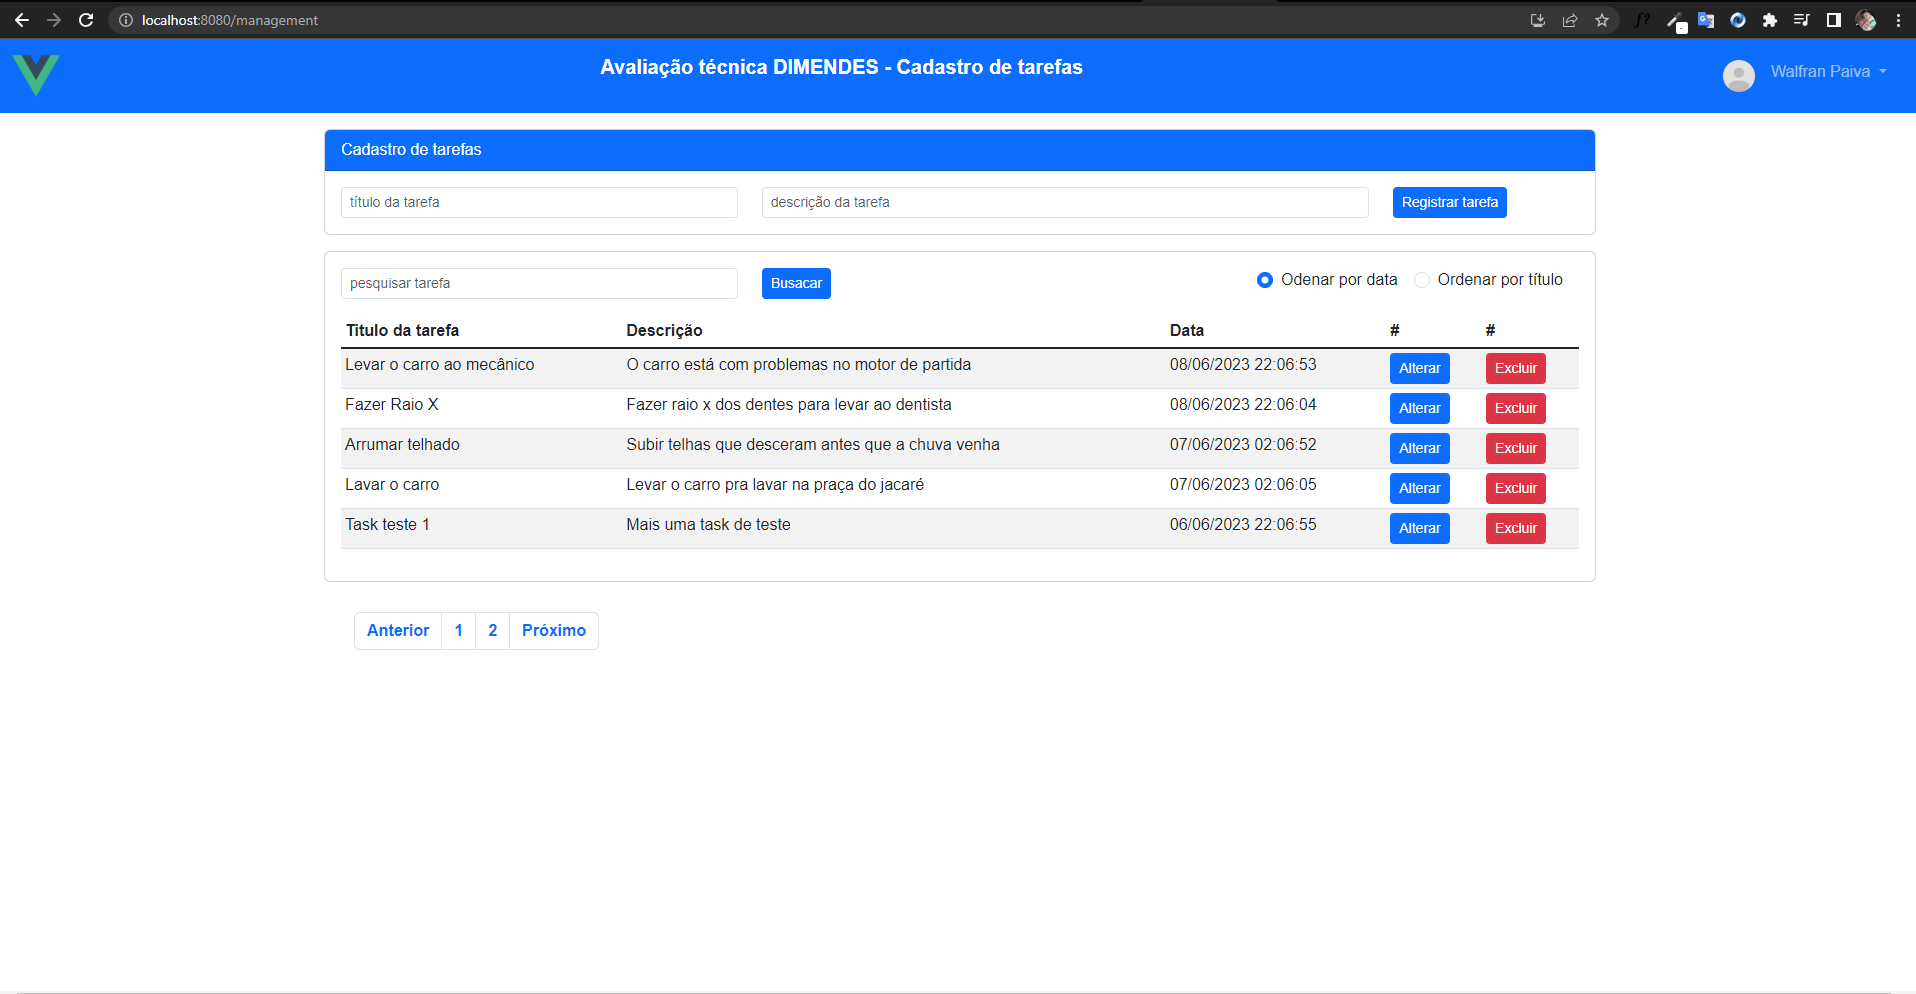 localhost:8080/management
Avaliação técnica DIMENDES - Cadastro de tarefas
Walfran Paiva
Cadastro de tarefas
título da tarefa descrição da tarefa Registrar tarefa
pesquisar tarefa Busacar Odenar por data Ordenar por título
Titulo da tarefa Descrição Data # #
Levar o carro ao mecânico O carro está com problemas no motor de partida 08/06/2023 22:06:53 Alterar Excluir
Fazer Raio X Fazer raio x dos dentes para levar ao dentista 08/06/2023 22:06:04 Alterar Excluir
Arrumar telhado Subir telhas que desceram antes que a chuva venha 07/06/2023 02:06:52 Alterar Excluir
Lavar o carro Levar o carro pra lavar na praça do jacaré 07/06/2023 02:06:05 Alterar Excluir
Task teste 1 Mais uma task de teste 06/06/2023 22:06:55 Alterar Excluir
Anterior 1 2 Próximo